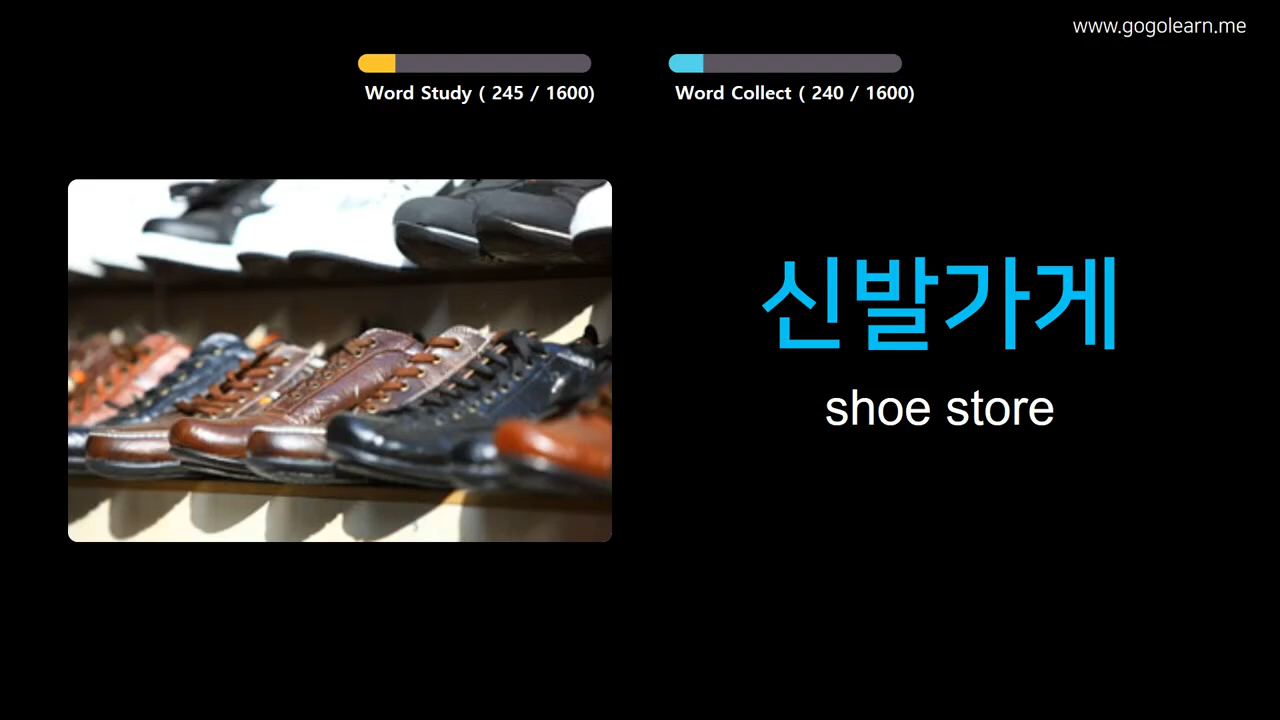 www.gogolearn.me
Word Study ( 245 / 1600)
Word Collect ( 240 / 1600)
신발가게
shoe store